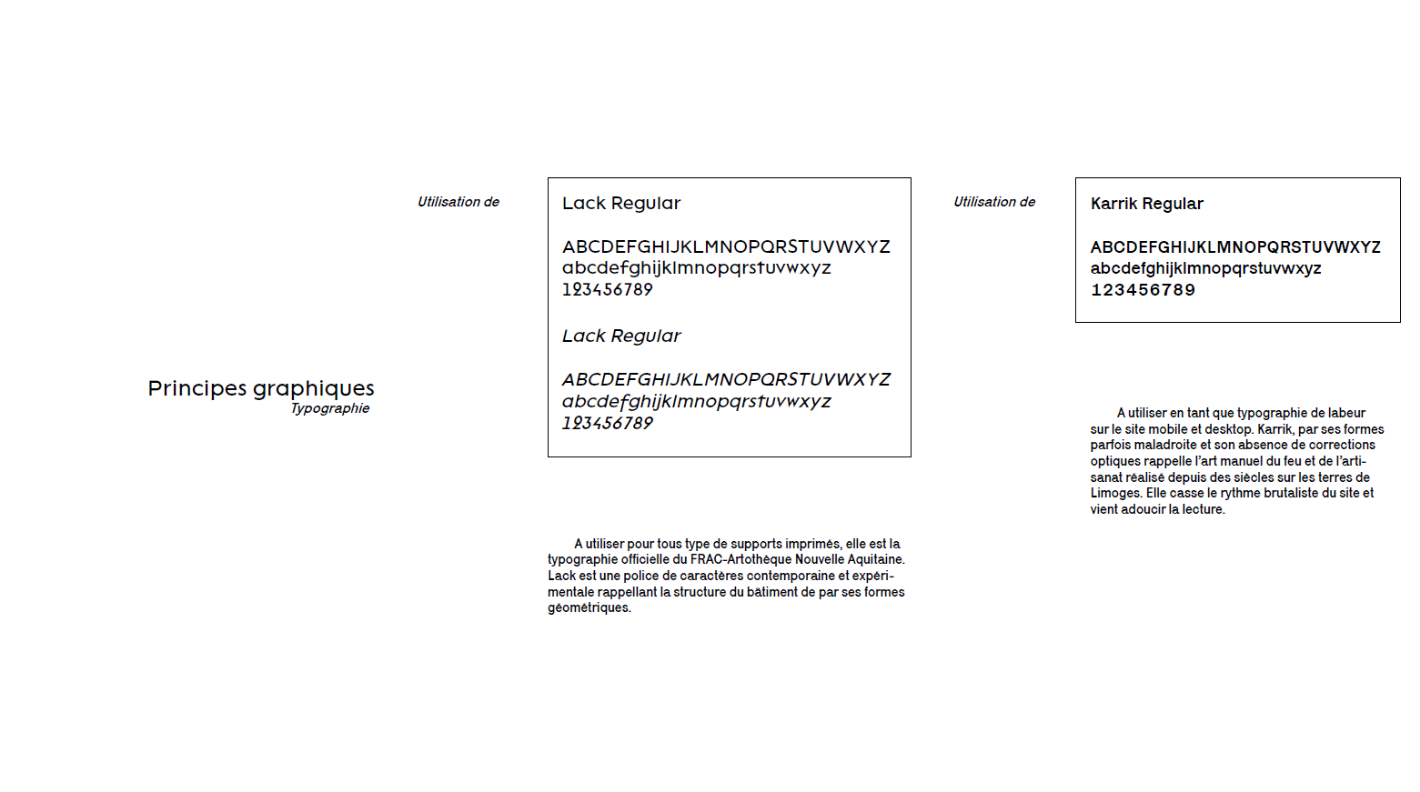 Principes graphiques
Typographie
Utilisation de
Lack Regular
ABCDEFGHIJKLMNOPQRSTUVWXYZ
abcdefghijklmnopqrstuvwxyz
123456789
Lack Regular
ABCDEFGHIJKLMNOPQRSTUVWXYZ
abcdefghijklmnopqrstuvwxyz
123456789
A utiliser pour tous type de supports imprimés, elle est la
typographie officielle du FRAC-Artothèque Nouvelle Aquitaine.
Lack est une police de caractères contemporaine et expéri-
mentale rappellant la structure du bâtiment de par ses formes
géométriques.
Utilisation de
Karrik Regular
ABCDEFGHIJKLMNOPQRSTUVWXYZ
abcdefghijklmnopqrstuvwxyz
123456789
A utiliser en tant que typographie de labeur
sur le site mobile et desktop. Karrik, par ses formes
parfois maladroite et son absence de corrections
optiques rappelle l'art manuel du feu et de l'arti-
sanat réalisé depuis des siècles sur les terres de
Limoges. Elle casse le rythme brutaliste du site et
vient adoucir la lecture.